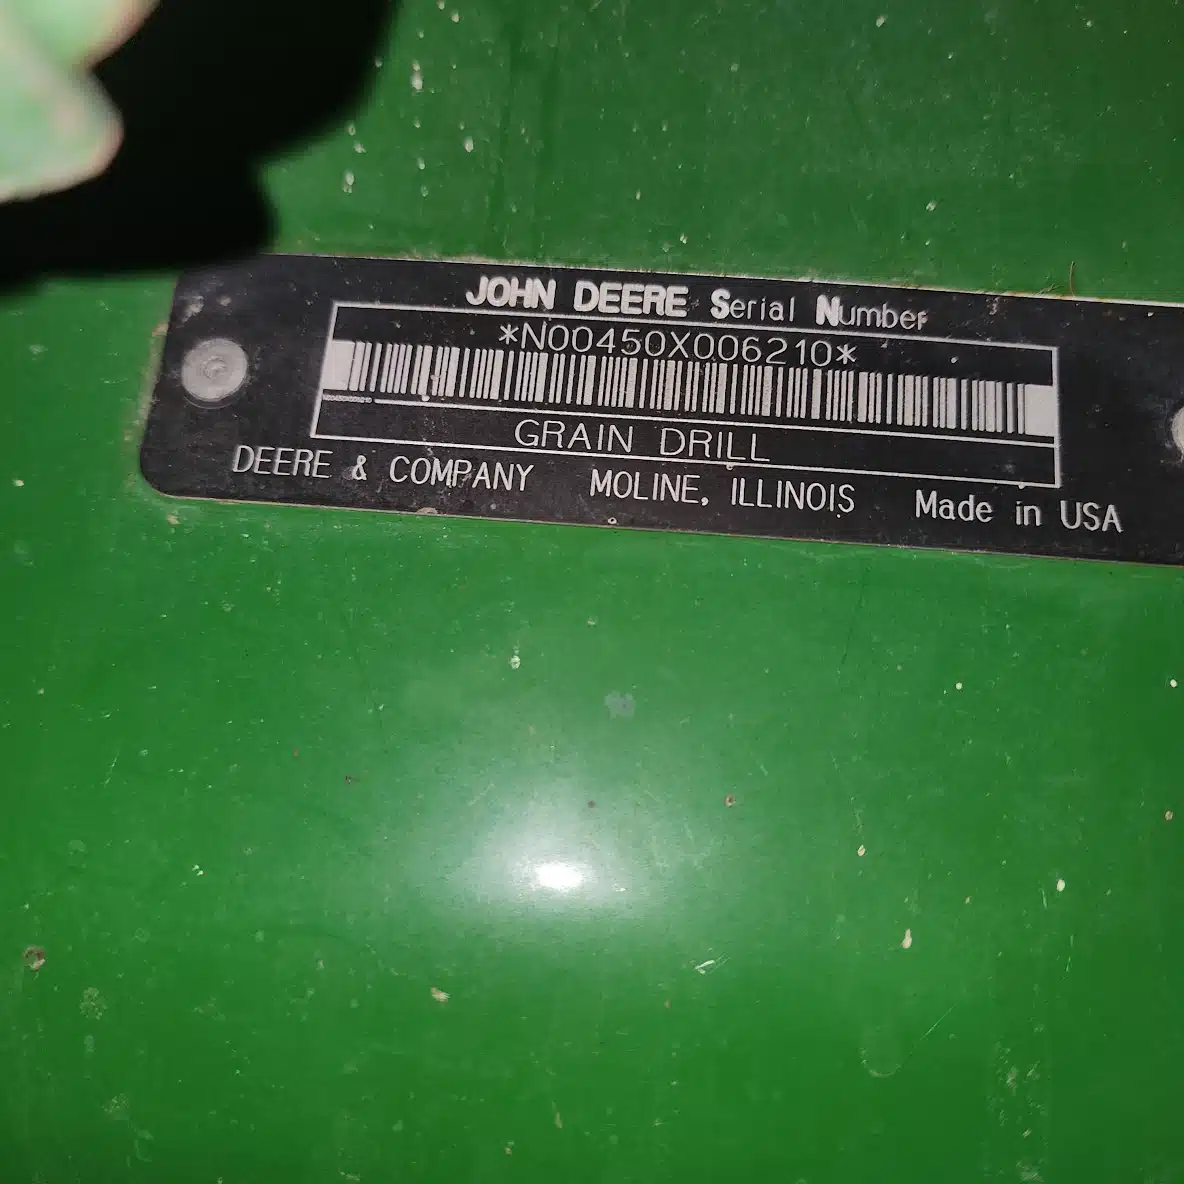 JOHN DEERE Serial Number
*N00450X006210*
GRAIN DRILL
DEERE & COMPANY MOLINE, ILLINOIS Made in USA